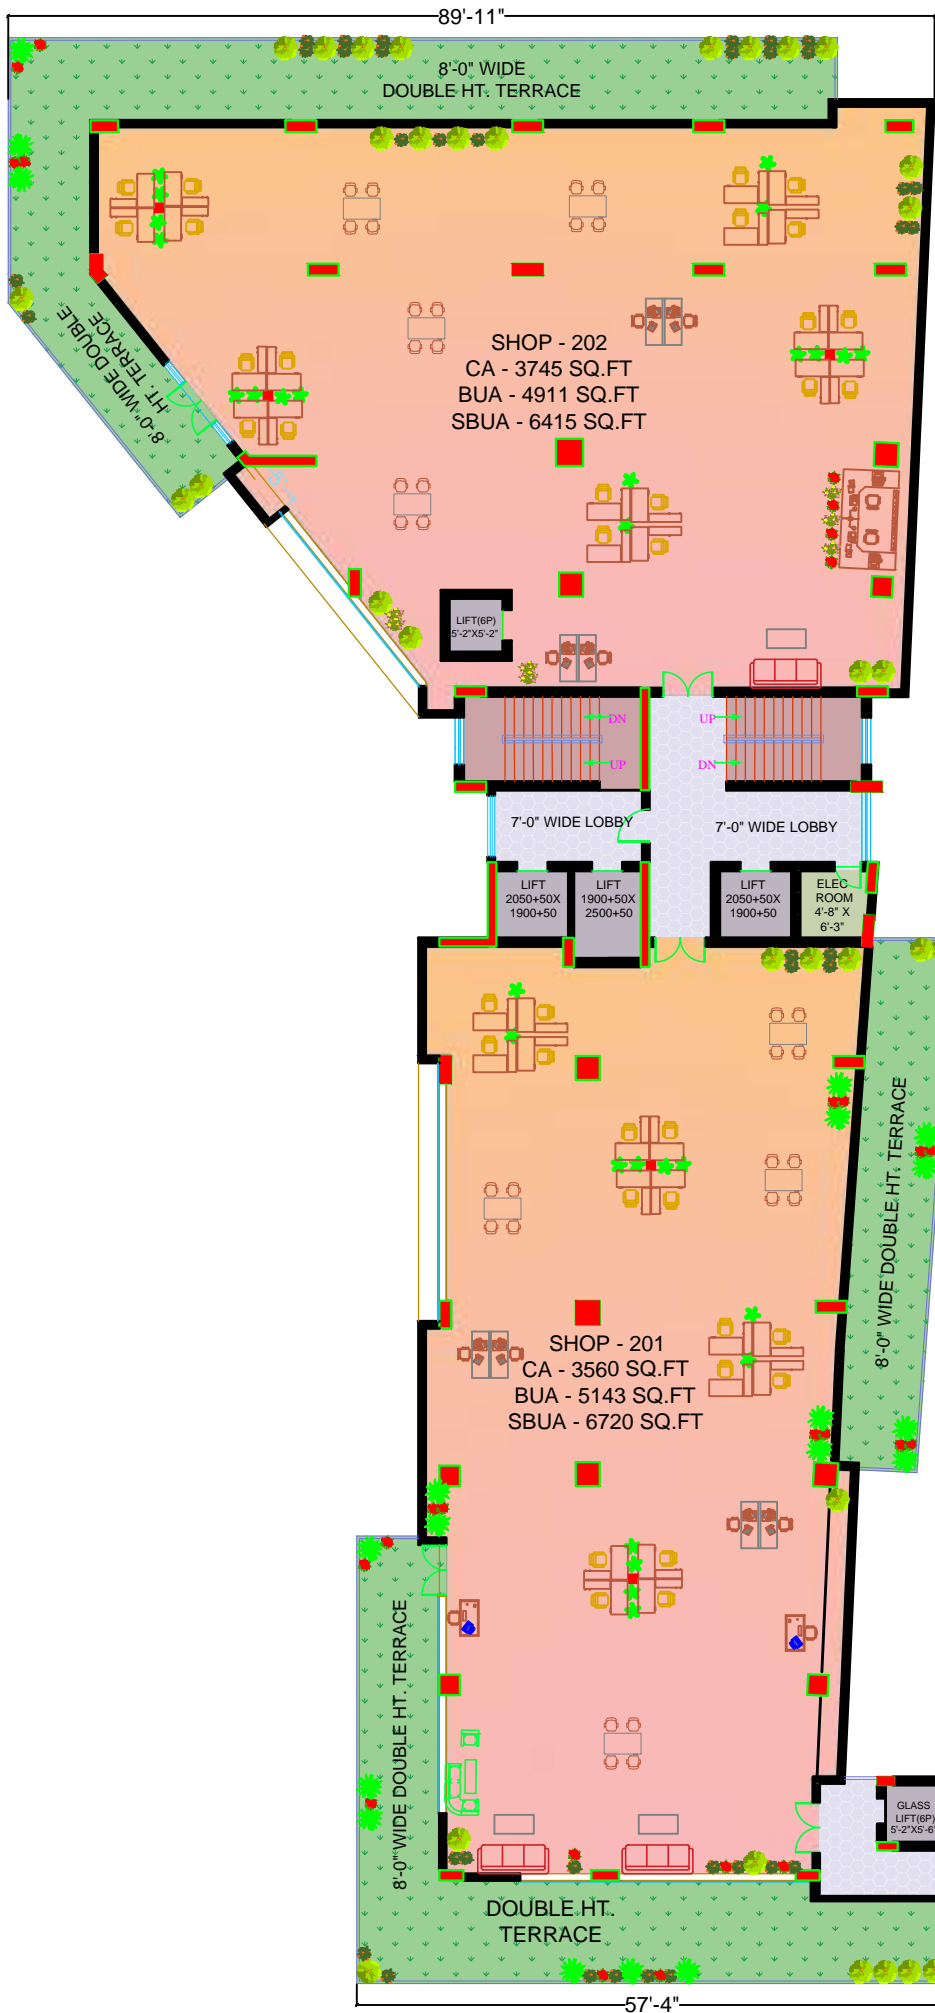 89'-11"
8'-0" WIDE
DOUBLE HT. TERRACE
8'-0" WIDE DOUBLE
HT. TERRACE
SHOP - 202
CA - 3745 SQ.FT
BUA - 4911 SQ.FT
SBUA - 6415 SQ.FT
LIFT(6P)
5'-2"X5'-2"
DN
UP
UP
DN
7'-0" WIDE LOBBY
7'-0" WIDE LOBBY
LIFT
2050+50X
1900+50
LIFT
1900+50X
2500+50
LIFT
2050+50X
1900+50
ELEC
ROOM
4'-8" X
6'-3"
8'-0" WIDE DOUBLE HT. TERRACE
SHOP - 201
CA - 3560 SQ.FT
BUA - 5143 SQ.FT
SBUA - 6720 SQ.FT
8'-0" WIDE DOUBLE HT. TERRACE
GLASS
LIFT(6P)
5'-2"X5'-6"
DOUBLE HT.
TERRACE
57'-4"